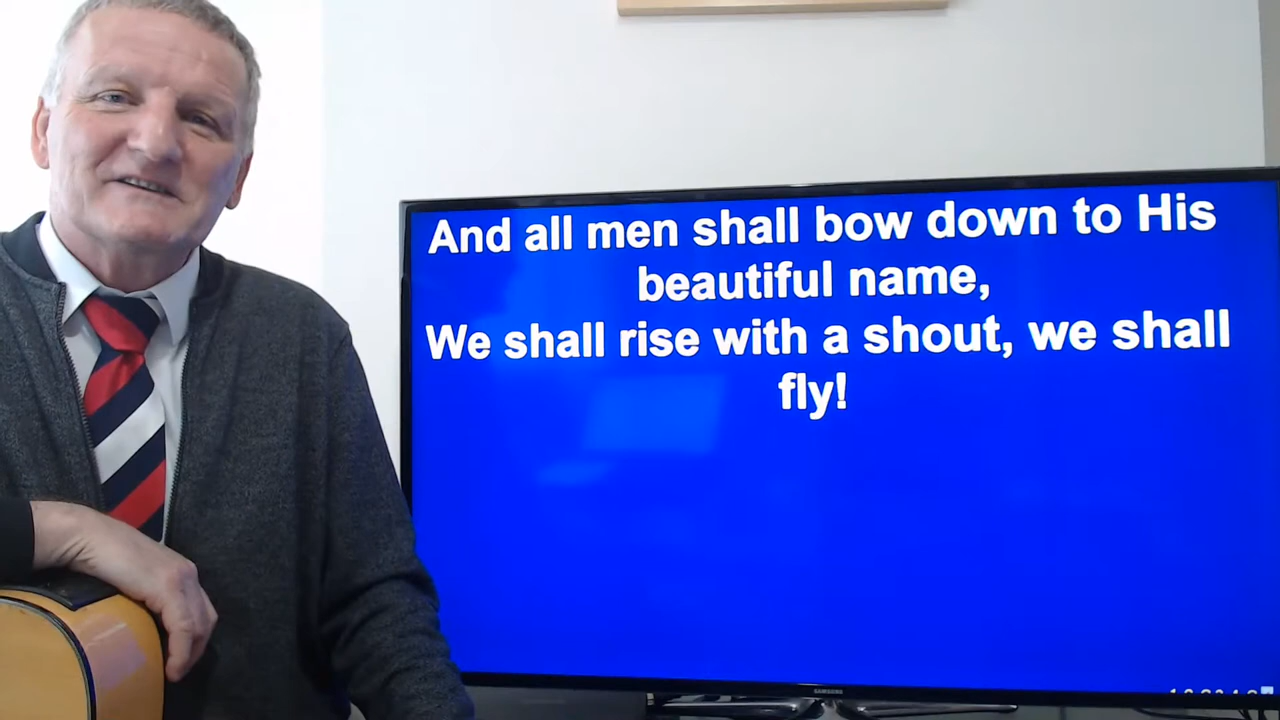 And all men shall bow down to His
beautiful name,
We shall rise with a shout, we shall
fly!
SAMSUNG